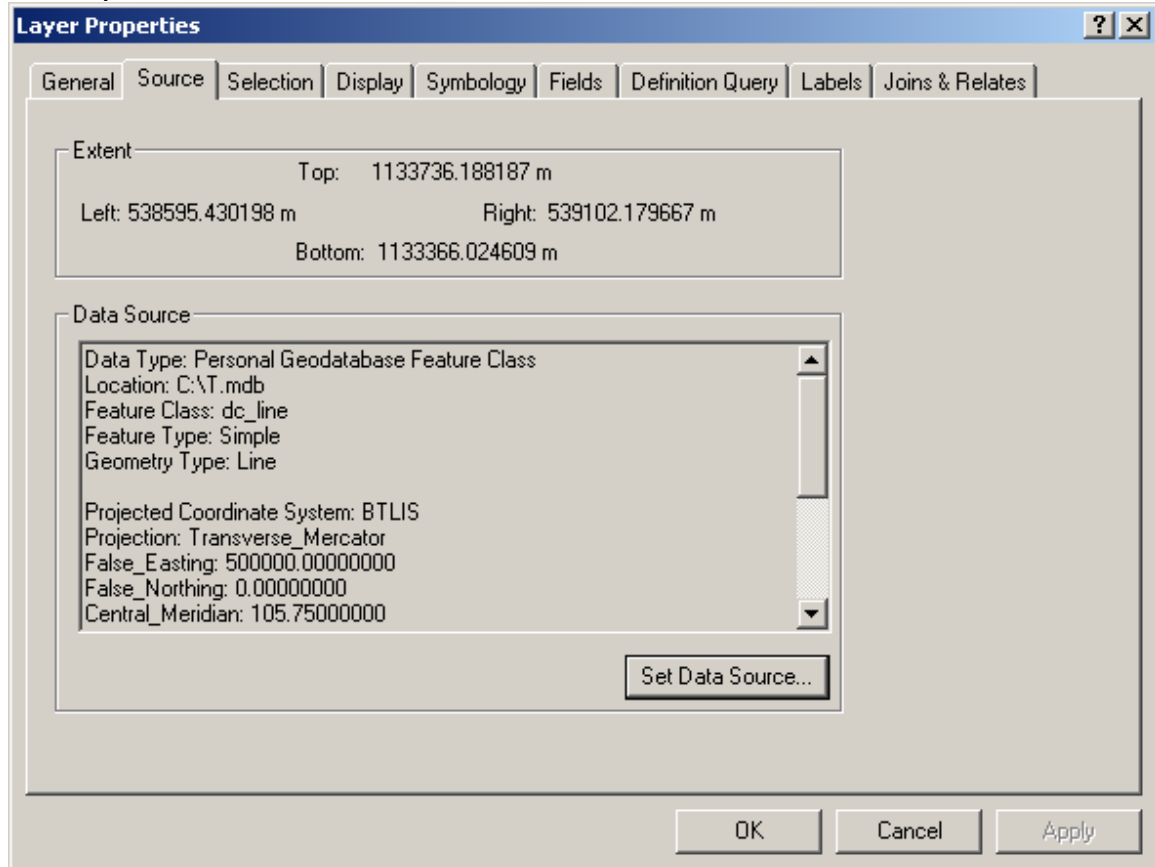 Layer Properties
General Source Selection Display Symbology Fields Definition Query Labels Joins & Relates
Extent
Top: 1133736.188187 m
Left: 538595.430198 m Right: 539102.179667 m
Bottom: 1133366.024609 m
Data Source
Data Type: Personal Geodatabase Feature Class
Location: C:\T.mdb
Feature Class: dc_line
Feature Type: Simple
Geometry Type: Line
Projected Coordinate System: BTLIS
Projection: Transverse_Mercator
False_Easting: 500000.00000000
False_Northing: 0.00000000
Central_Meridian: 105.75000000
Set Data Source...
OK Cancel Apply